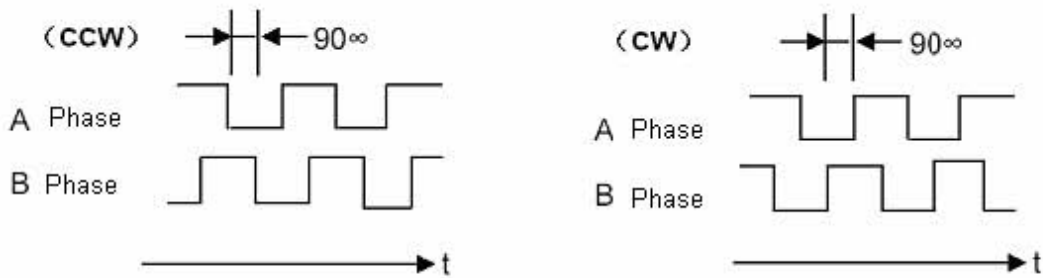 （CCW） 90∞
A Phase
B Phase
t
（CW） 90∞
A Phase
B Phase
t